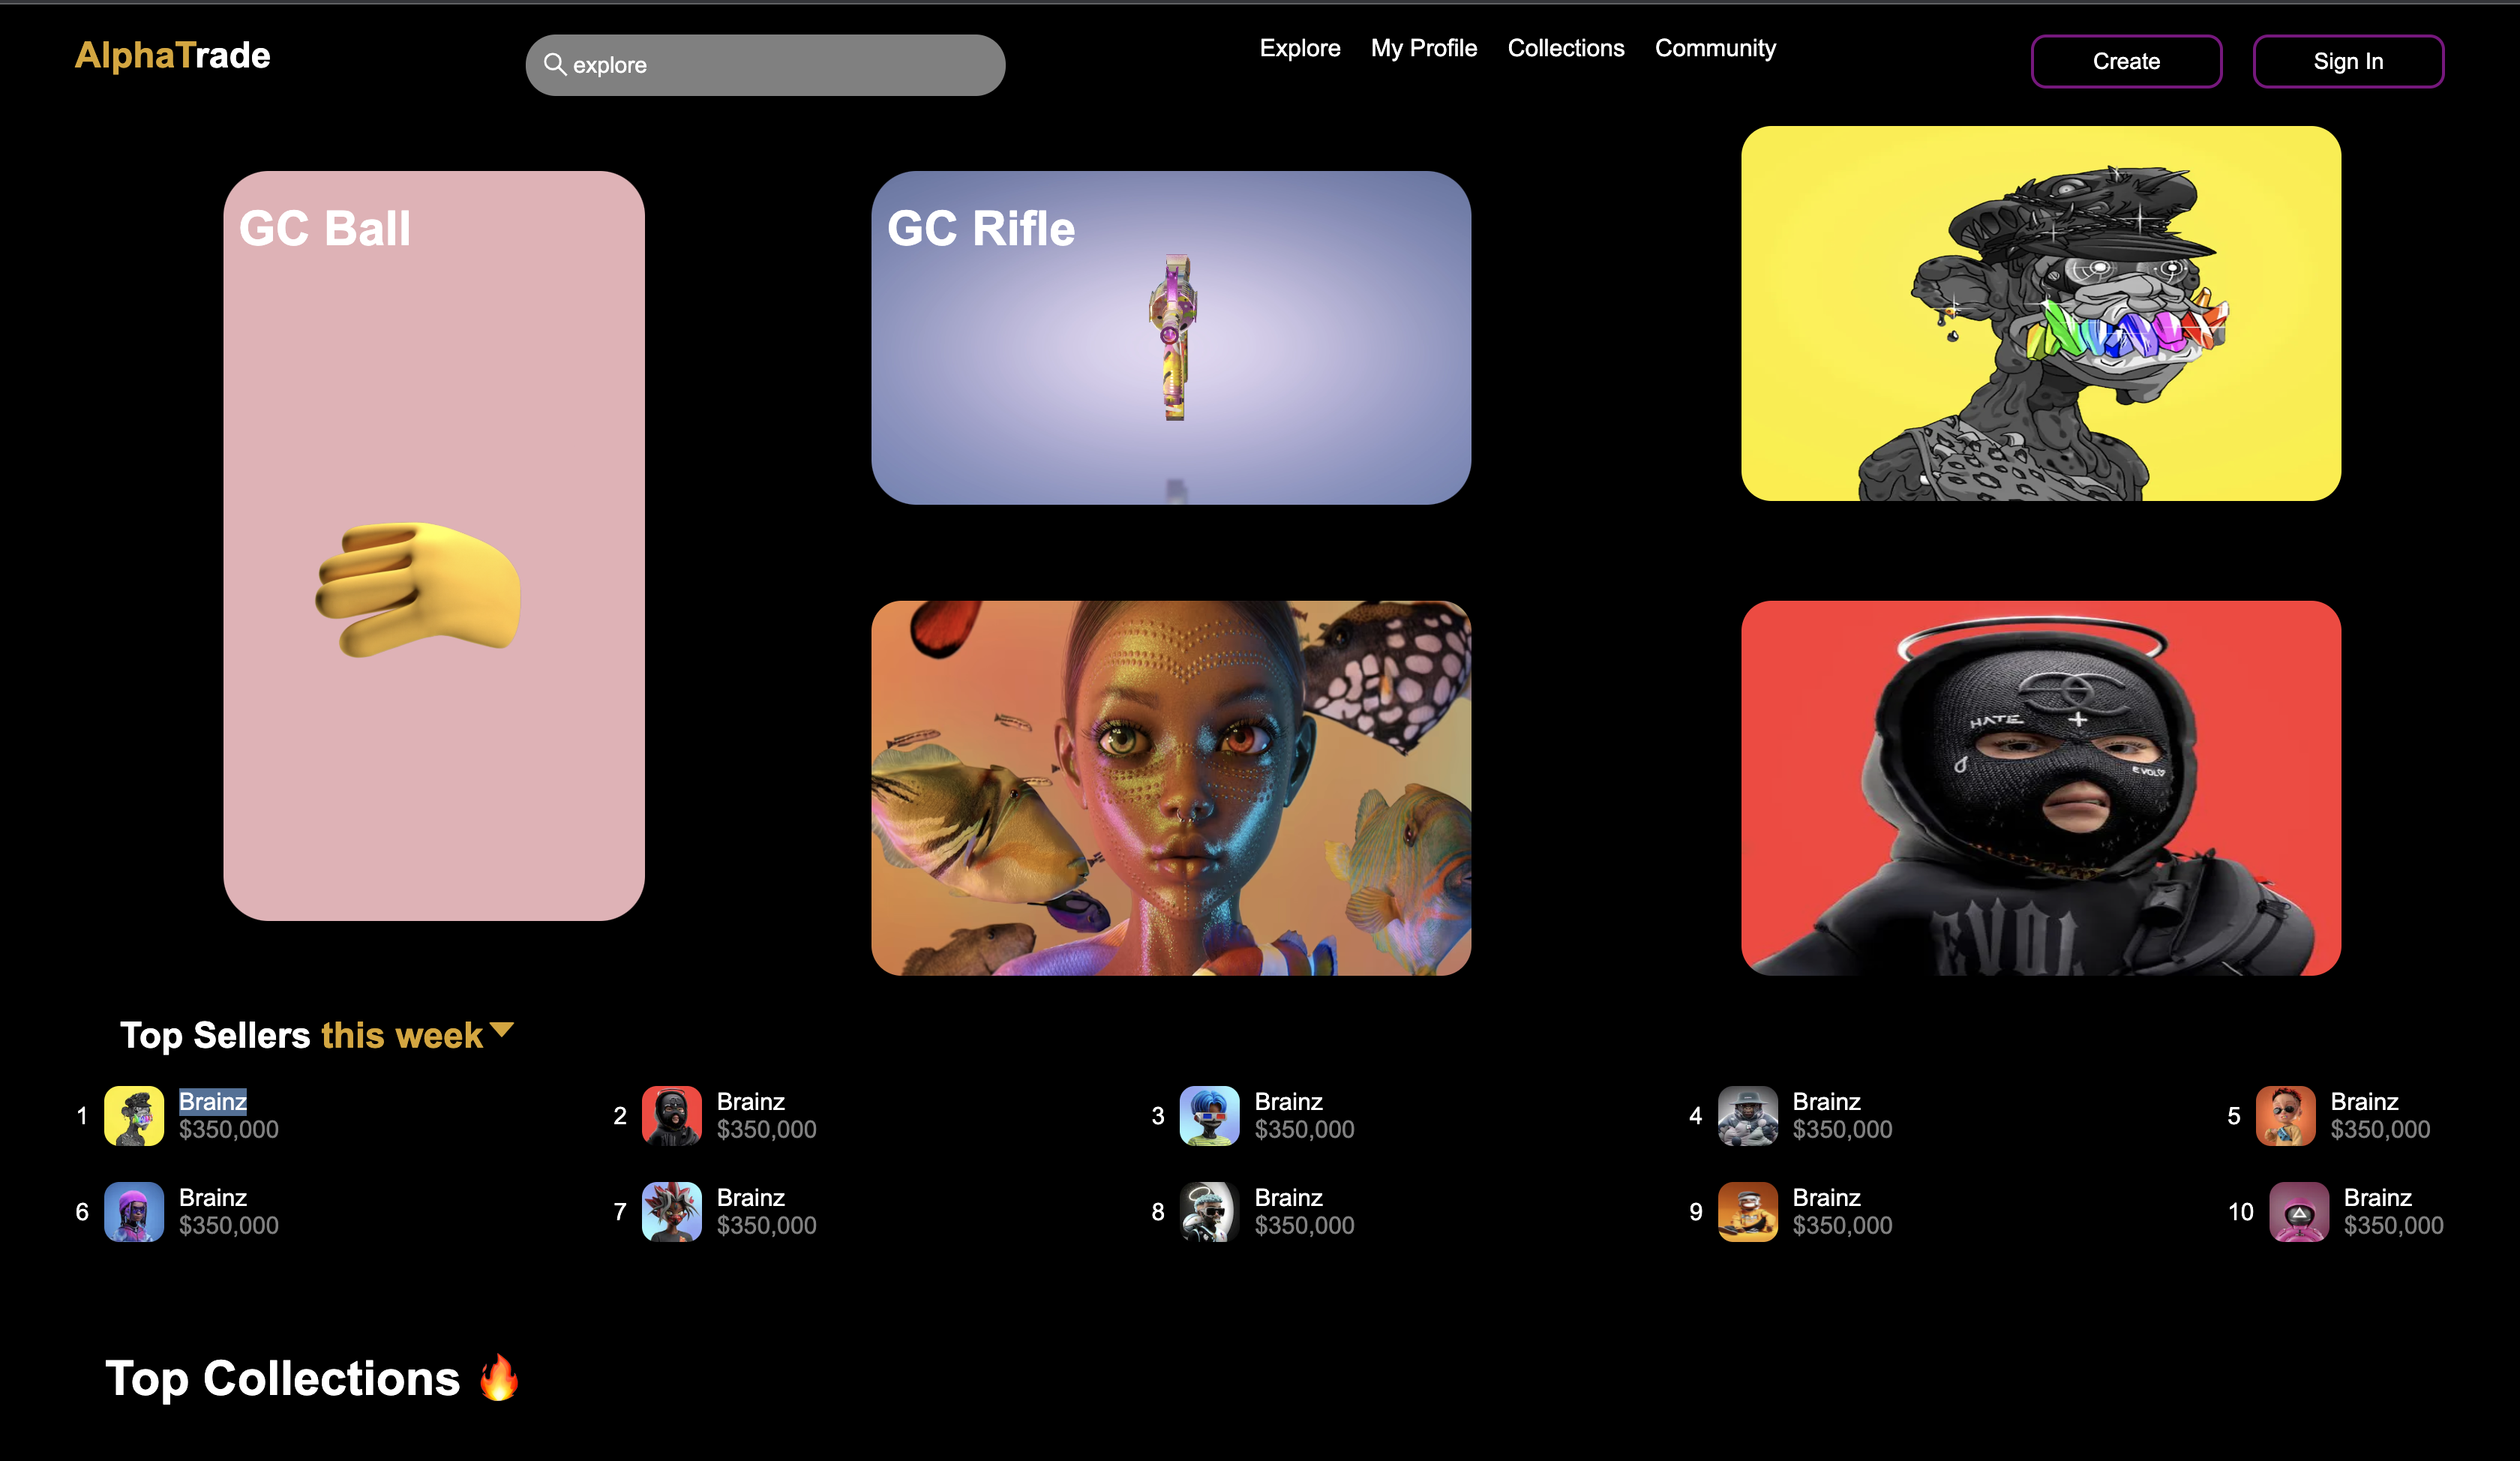 AlphaTrade
explore
Explore My Profile Collections Community
Create
Sign In
GC Ball
GC Rifle
HATE
EVOL
EVOL
Top Sellers this week
1 Brainz
$350,000
2 Brainz
$350,000
3 Brainz
$350,000
4 Brainz
$350,000
5 Brainz
$350,000
6 Brainz
$350,000
7 Brainz
$350,000
8 Brainz
$350,000
9 Brainz
$350,000
10 Brainz
$350,000
Top Collections 🔥